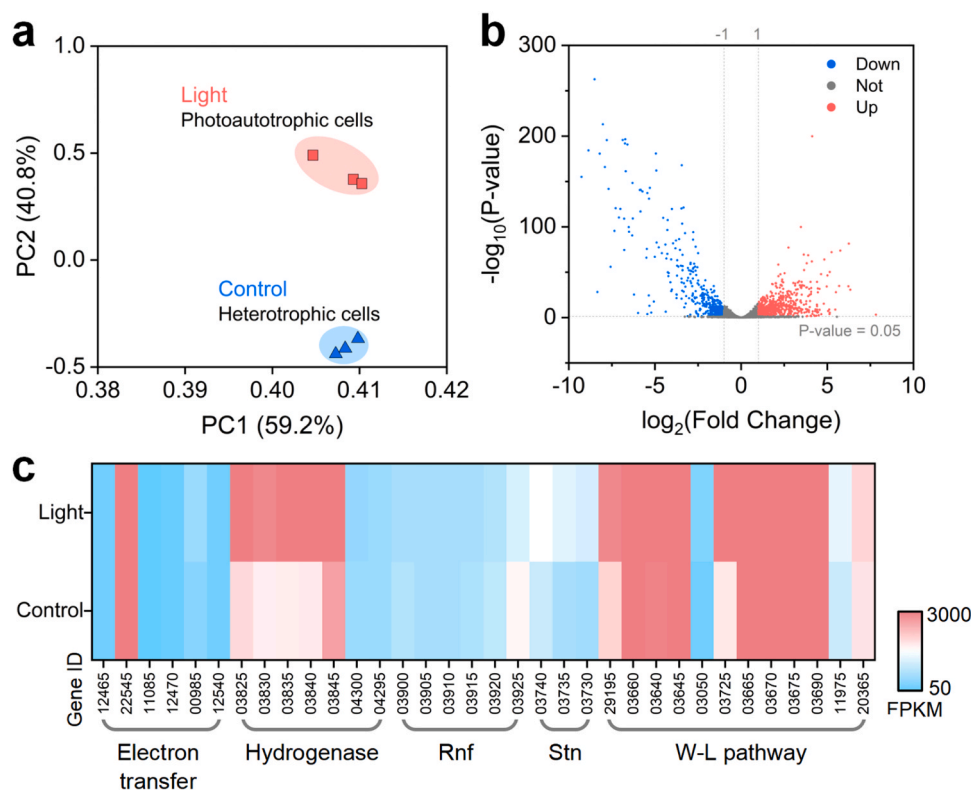 a
1.0
0.5
0.0
-0.5
0.38
0.39
0.40
0.41
0.42
PC2 (40.8%)
PC1 (59.2%)
Light
Photoautotrophic cells
Control
Heterotrophic cells
b
-1
1
300
200
100
0
-10
-5
0
5
10
-log10(P-value)
log2(Fold Change)
Down
Not
Up
P-value = 0.05
c
Light
Control
Gene ID
12465
22545
11085
12470
00885
12540
03825
03830
03835
03840
03845
04300
04295
03900
03905
03910
03915
03920
03925
03740
03735
03730
29195
03660
03640
03645
03050
03725
03665
03670
03675
03690
11975
20365
Electron
transfer
Hydrogenase
Rnf
Stn
W-L pathway
3000
50
FPKM